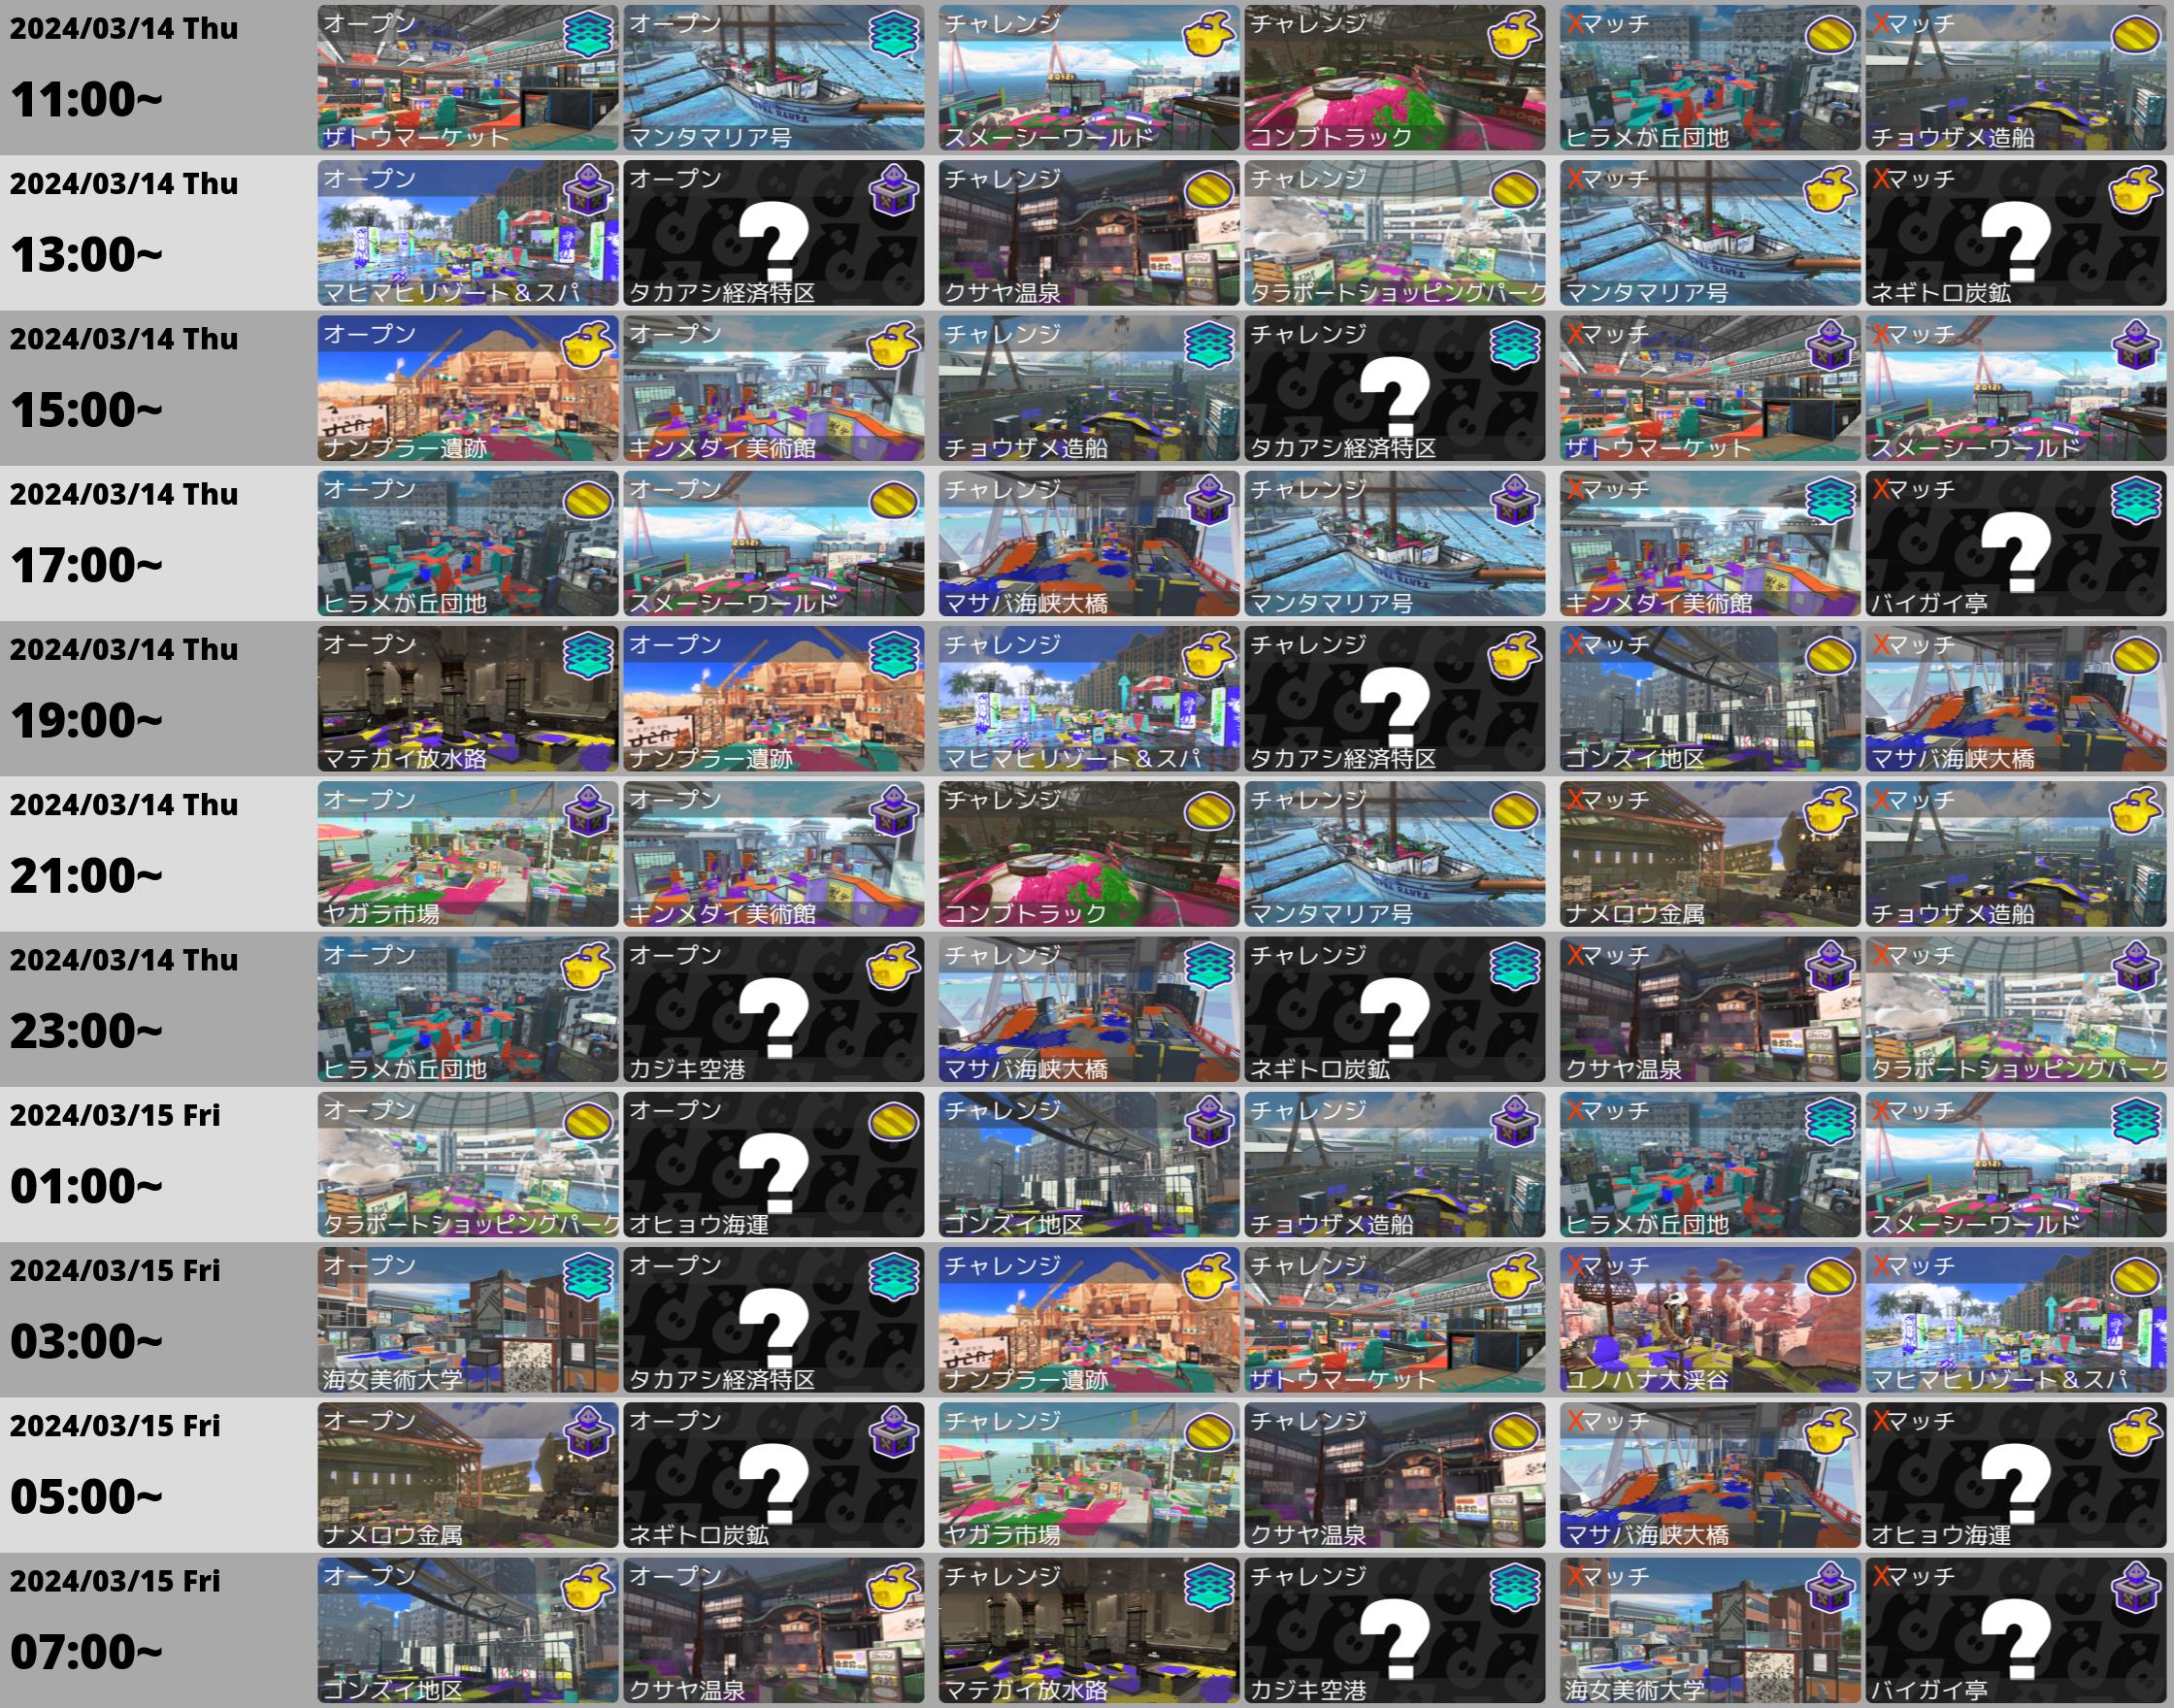 2024/03/14 Thu
11:00~
オープン オープン チャレンジ チャレンジ Xマッチ Xマッチ
ザトウマーケット マンタマリア号 スメーシーワールド コンブトラック ヒラメが丘団地 チョウザメ造船
2024/03/14 Thu
13:00~
オープン オープン チャレンジ チャレンジ Xマッチ Xマッチ
マヒマヒリゾート＆スパ タカアシ経済特区 クサヤ温泉 タラポートショッピングパーク マンタマリア号 ネギトロ炭鉱
2024/03/14 Thu
15:00~
オープン オープン チャレンジ チャレンジ Xマッチ Xマッチ
ナンプラー遺跡 キンメダイ美術館 チョウザメ造船 タカアシ経済特区 ザトウマーケット スメーシーワールド
2024/03/14 Thu
17:00~
オープン オープン チャレンジ チャレンジ Xマッチ Xマッチ
ヒラメが丘団地 スメーシーワールド マサバ海峡大橋 マンタマリア号 キンメダイ美術館 バイガイ亭
2024/03/14 Thu
19:00~
オープン オープン チャレンジ チャレンジ Xマッチ Xマッチ
マテガイ放水路 ナンプラー遺跡 マヒマヒリゾート＆スパ タカアシ経済特区 ゴンズイ地区 マサバ海峡大橋
2024/03/14 Thu
21:00~
オープン オープン チャレンジ チャレンジ Xマッチ Xマッチ
ヤガラ市場 キンメダイ美術館 コンブトラック マンタマリア号 ナメロウ金属 チョウザメ造船
2024/03/14 Thu
23:00~
オープン オープン チャレンジ チャレンジ Xマッチ Xマッチ
ヒラメが丘団地 カジキ空港 マサバ海峡大橋 ネギトロ炭鉱 クサヤ温泉 タラポートショッピングパーク
2024/03/15 Fri
01:00~
オープン オープン チャレンジ チャレンジ Xマッチ Xマッチ
タラポートショッピングパーク オヒョウ海運 ゴンズイ地区 チョウザメ造船 ヒラメが丘団地 スメーシーワールド
2024/03/15 Fri
03:00~
オープン オープン チャレンジ チャレンジ Xマッチ Xマッチ
海女美術大学 タカアシ経済特区 ナンプラー遺跡 ザトウマーケット ユノハナ大渓谷 マヒマヒリゾート＆スパ
2024/03/15 Fri
05:00~
オープン オープン チャレンジ チャレンジ Xマッチ Xマッチ
ナメロウ金属 ネギトロ炭鉱 ヤガラ市場 クサヤ温泉 マサバ海峡大橋 オヒョウ海運
2024/03/15 Fri
07:00~
オープン オープン チャレンジ チャレンジ Xマッチ Xマッチ
ゴンズイ地区 クサヤ温泉 マテガイ放水路 カジキ空港 海女美術大学 バイガイ亭